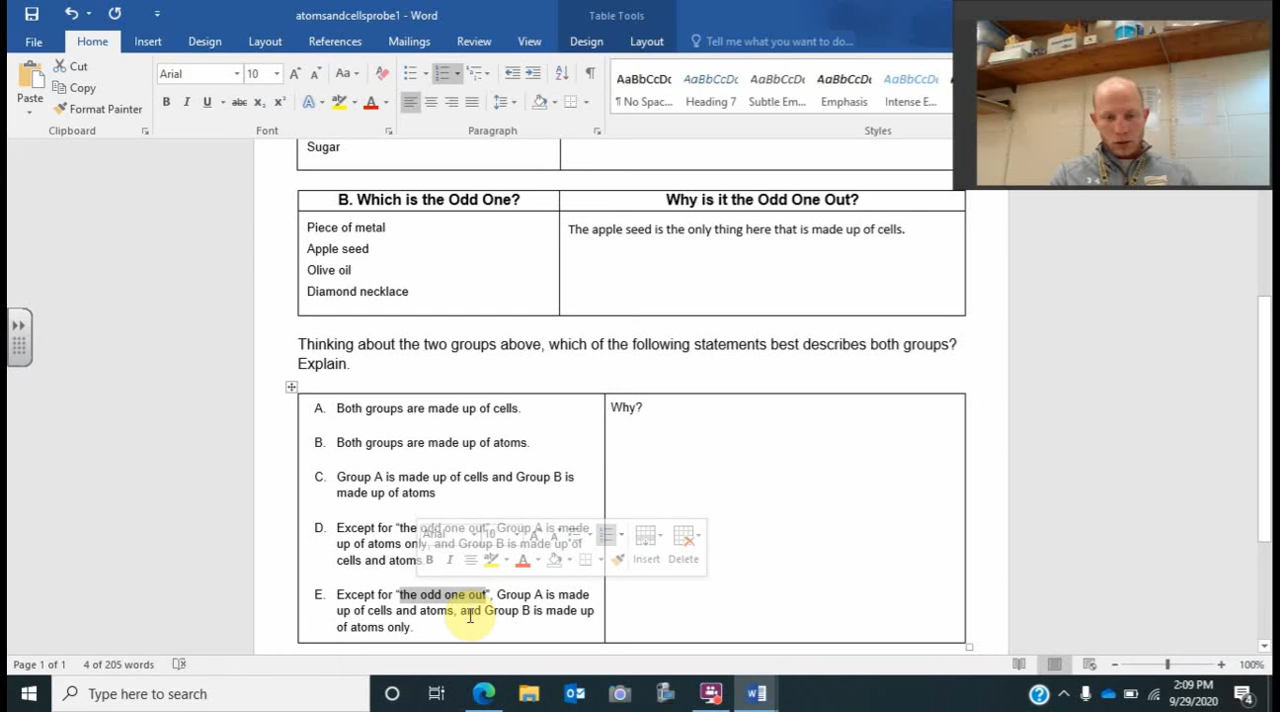 atomsandcellsprobe1 - Word
Table Tools
File
Home
Insert
Design
Layout
References
Mailings
Review
View
Design
Layout
Tell me what you want to do...
Cut
Copy
Format Painter
Paste
Arial
10
Aa
B I U abc x₂ x²
A
AaBbCcDc AaBbCcDc AaBbCcDc AaBbCcDc AaBbCcDc
¶ No Spac... Heading 7 Subtle Em... Emphasis Intense E...
Clipboard
Font
Paragraph
Styles
Sugar
B. Which is the Odd One?
Why is it the Odd One Out?
Piece of metal
Apple seed
Olive oil
Diamond necklace
The apple seed is the only thing here that is made up of cells.
Thinking about the two groups above, which of the following statements best describes both groups?
Explain.
A. Both groups are made up of cells.
B. Both groups are made up of atoms.
C. Group A is made up of cells and Group B is
made up of atoms
D. Except for “the odd one out”, Group A is made
up of atoms only, and Group B is made up of
cells and atoms
E. Except for “the odd one out”, Group A is made
up of cells and atoms, and Group B is made up
of atoms only.
Why?
Arial
10
B I
A
Insert
Delete
Page 1 of 1
4 of 205 words
100%
Type here to search
2:09 PM
9/29/2020
4